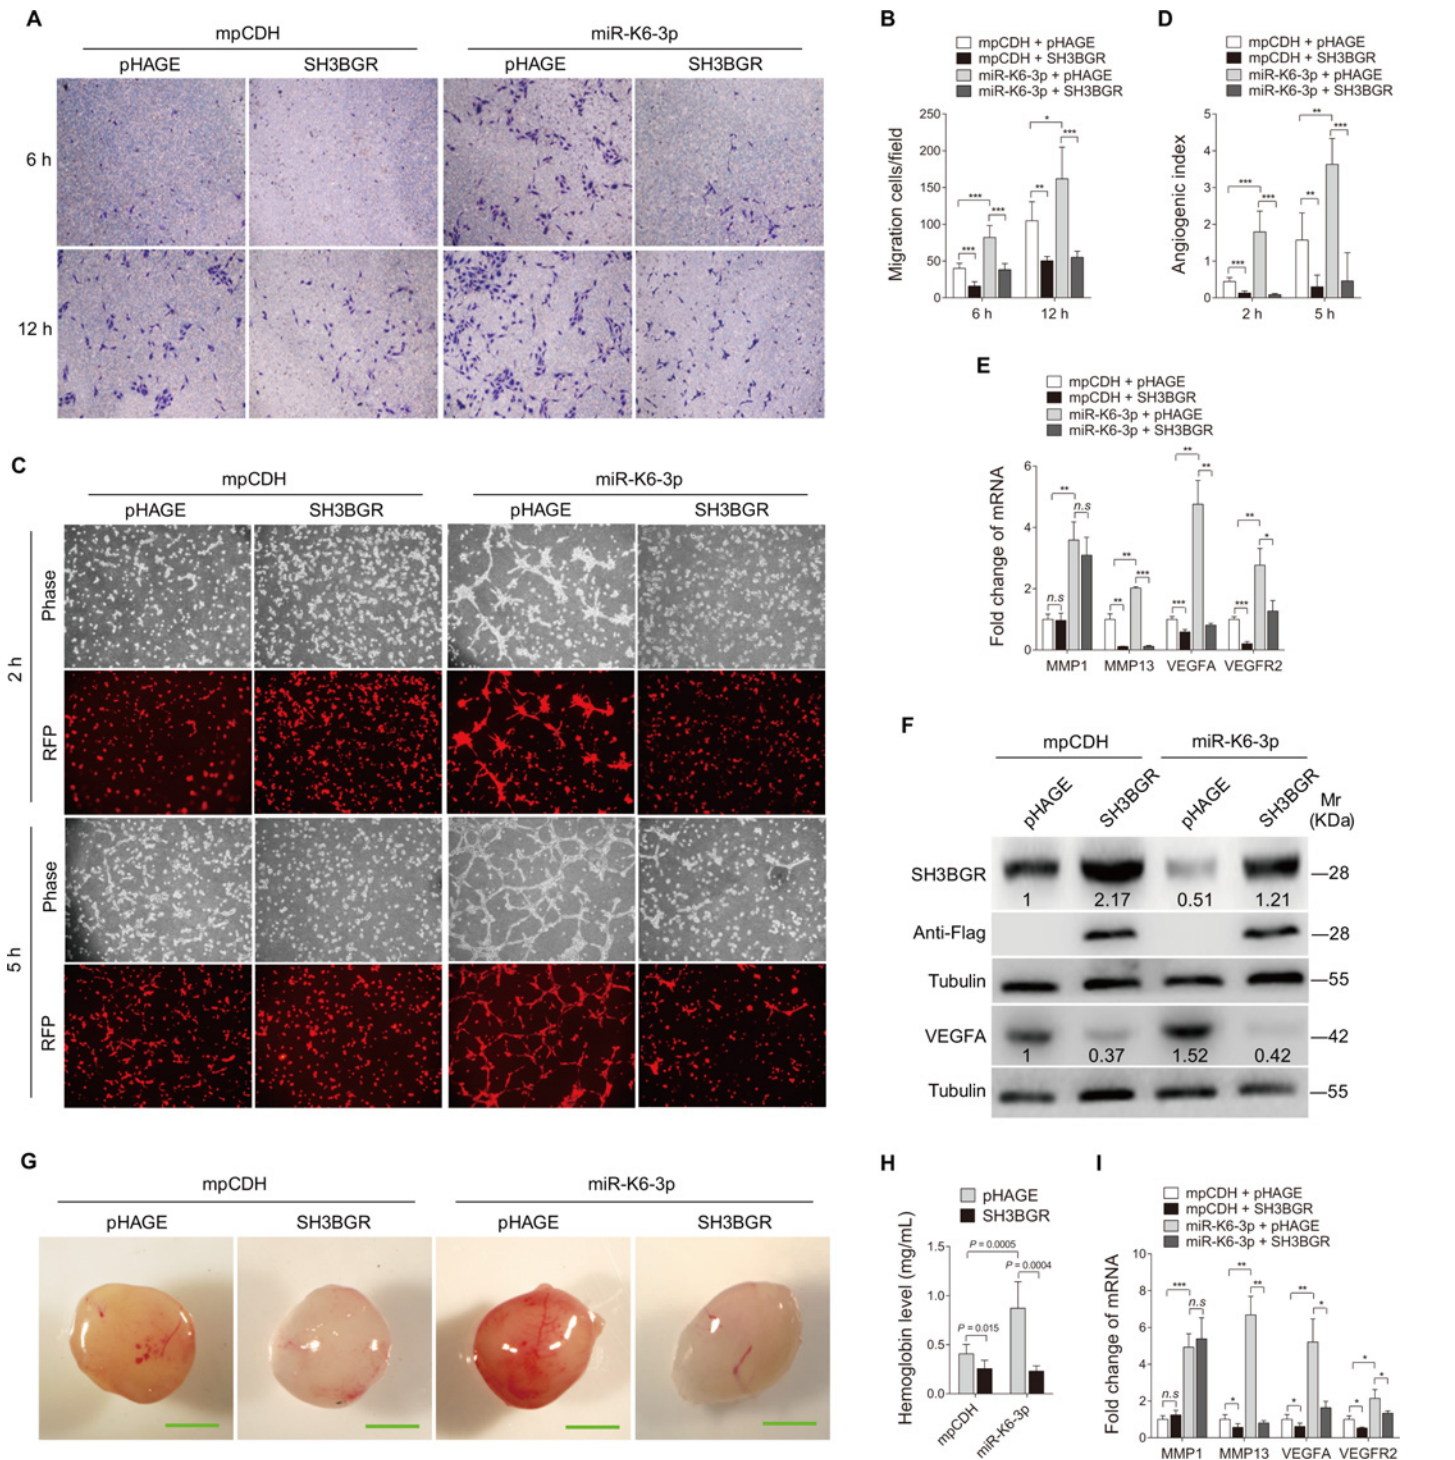 A
mpCDH
miR-K6-3p
pHAGE
SH3BGR
pHAGE
SH3BGR
6 h
12 h
B
mpCDH + pHAGE
mpCDH + SH3BGR
miR-K6-3p + pHAGE
miR-K6-3p + SH3BGR
Migration cells/field
250
200
150
100
50
0
***
***
***
**
*
***
6 h
12 h
D
mpCDH + pHAGE
mpCDH + SH3BGR
miR-K6-3p + pHAGE
miR-K6-3p + SH3BGR
Angiogenic index
5
4
3
2
1
0
***
***
***
**
**
***
2 h
5 h
E
mpCDH + pHAGE
mpCDH + SH3BGR
miR-K6-3p + pHAGE
miR-K6-3p + SH3BGR
Fold change of mRNA
6
4
2
0
n.s
**
n.s
**
**
***
***
**
**
***
**
*
MMP1
MMP13
VEGFA
VEGFR2
C
mpCDH
miR-K6-3p
pHAGE
SH3BGR
pHAGE
SH3BGR
2 h
Phase
RFP
5 h
Phase
RFP
F
mpCDH
miR-K6-3p
pHAGE
SH3BGR
pHAGE
SH3BGR
Mr
(KDa)
SH3BGR
1
2.17
0.51
1.21
—28
Anti-Flag
—28
Tubulin
—55
VEGFA
1
0.37
1.52
0.42
—42
Tubulin
—55
G
mpCDH
miR-K6-3p
pHAGE
SH3BGR
pHAGE
SH3BGR
H
pHAGE
SH3BGR
Hemoglobin level (mg/mL)
1.5
1.0
0.5
0.0
P = 0.0005
P = 0.0004
P = 0.015
mpCDH
miR-K6-3p
I
mpCDH + pHAGE
mpCDH + SH3BGR
miR-K6-3p + pHAGE
miR-K6-3p + SH3BGR
Fold change of mRNA
10
8
6
4
2
0
n.s
***
n.s
*
**
**
*
**
*
*
*
*
MMP1
MMP13
VEGFA
VEGFR2